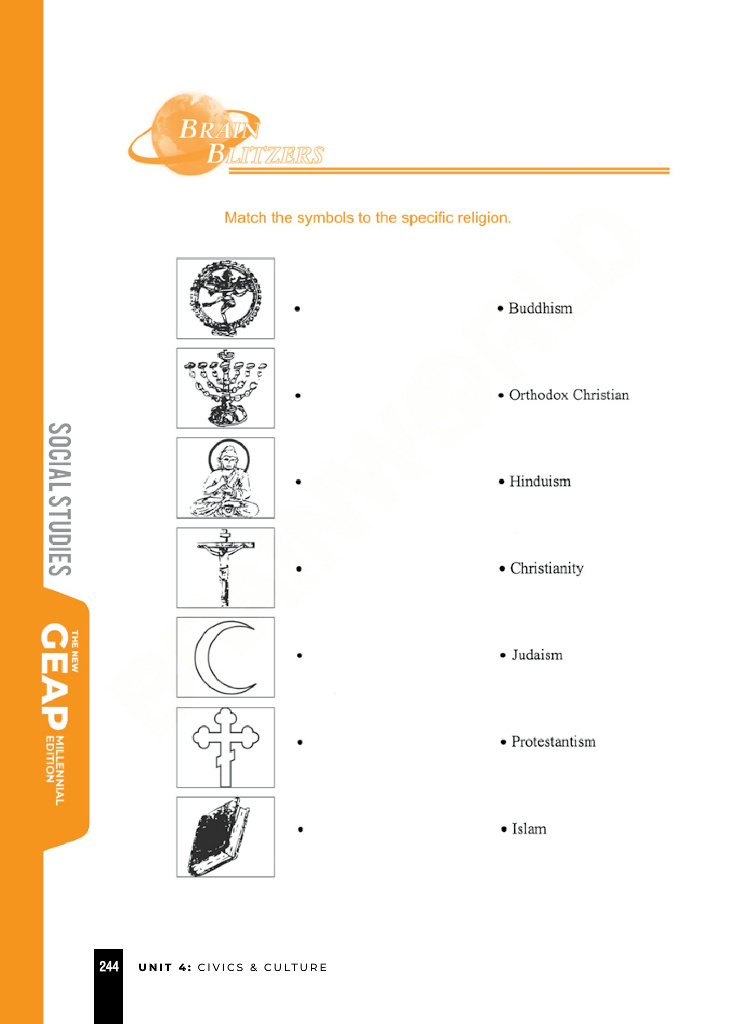 BRAIN
BLITZERS
Match the symbols to the specific religion.
• Buddhism
• Orthodox Christian
• Hinduism
• Christianity
• Judaism
• Protestantism
• Islam
SOCIAL STUDIES
THE NEW
GEAP
MILLENNIAL
EDITION
244
UNIT 4: CIVICS & CULTURE